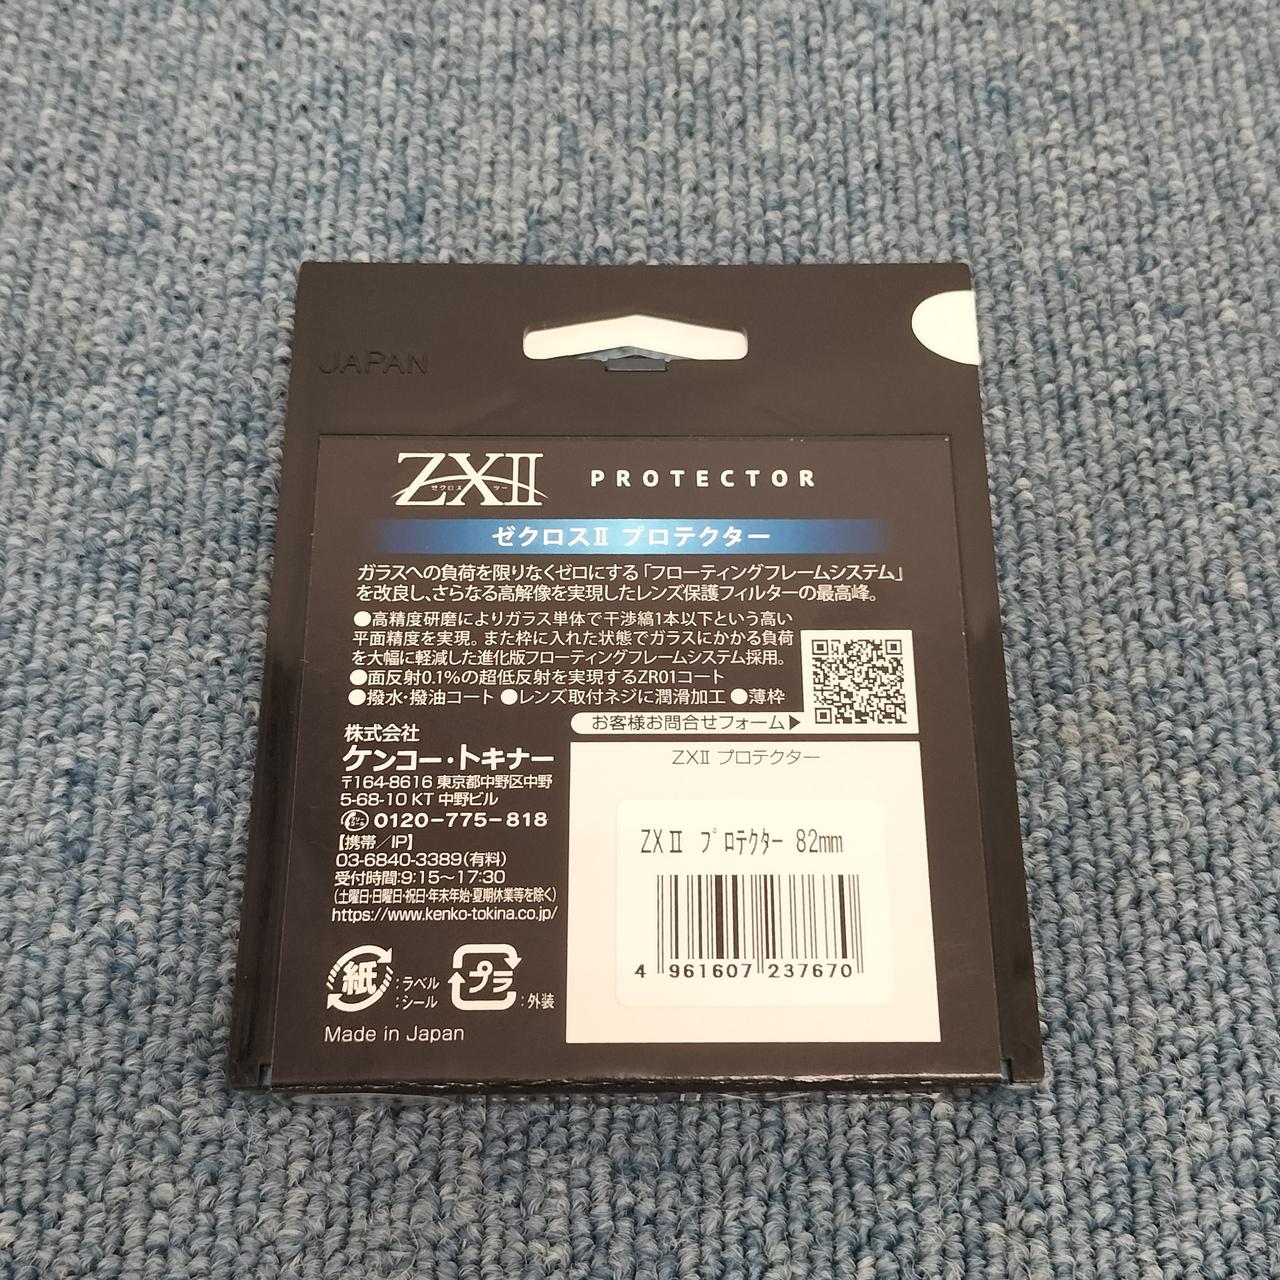 JAPAN
ZXII PROTECTOR
ゼクロス ツー
ゼクロスⅡ プロテクター
ガラスへの負荷を限りなくゼロにする「フローティングフレームシステム」
を改良し、さらなる高解像を実現したレンズ保護フィルターの最高峰。
●高精度研磨によりガラス単体で干渉縞1本以下という高い
平面精度を実現。また枠に入れた状態でガラスにかかる負荷
を大幅に軽減した進化版フローティングフレームシステム採用。
●面反射0.1%の超低反射を実現するZR01コート
●撥水・撥油コート ●レンズ取付ネジに潤滑加工 ●薄枠
お客様お問合せフォーム▶
株式会社
ケンコー・トキナー
〒164-8616 東京都中野区中野
5-68-10 KT 中野ビル
フリーコール 0120-775-818
【携帯／IP】
03-6840-3389(有料)
受付時間:9:15～17:30
(土曜日・日曜日・祝日・年末年始・夏期休業等を除く)
https://www.kenko-tokina.co.jp/
紙 :ラベル
:シール
プラ :外装
Made in Japan
ZXⅡ プロテクター
ZXⅡ プロテクター 82mm
4 961607 237670